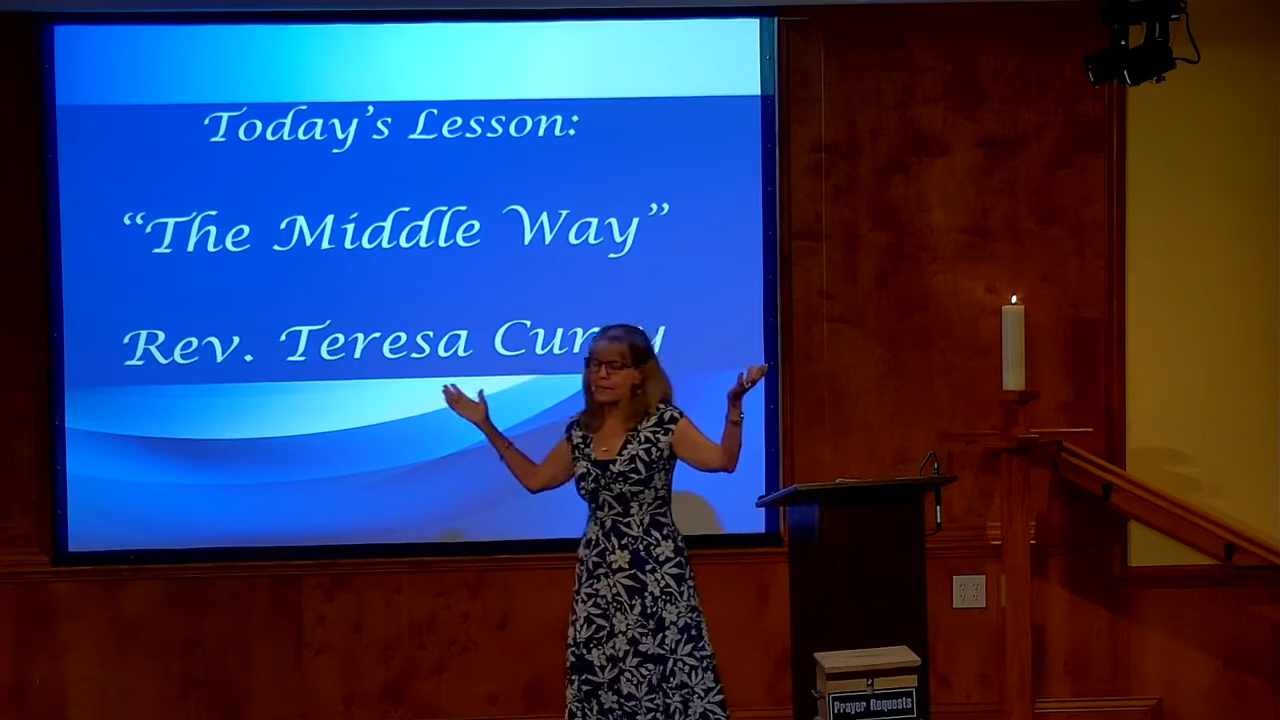 Today's Lesson:
“The Middle Way”
Rev. Teresa
Prayer Requests